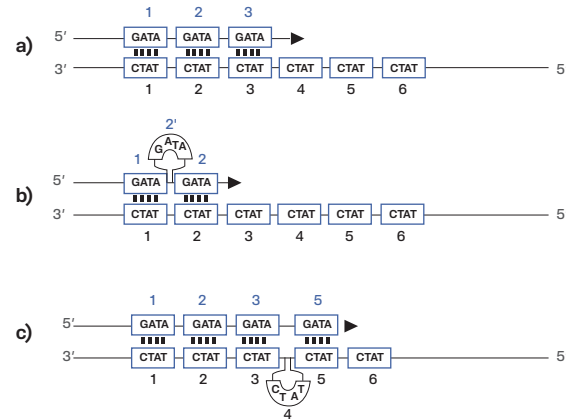 1 2 3
a) 5' GATA GATA GATA
3' CTAT CTAT CTAT CTAT CTAT CTAT 5
1 2 3 4 5 6
2'
GATA
1 2
b) 5' GATA GATA
3' CTAT CTAT CTAT CTAT CTAT CTAT 5
1 2 3 4 5 6
1 2 3 5
c) 5' GATA GATA GATA GATA
3' CTAT CTAT CTAT CTAT CTAT 5
1 2 3 5 6
CTAT
4